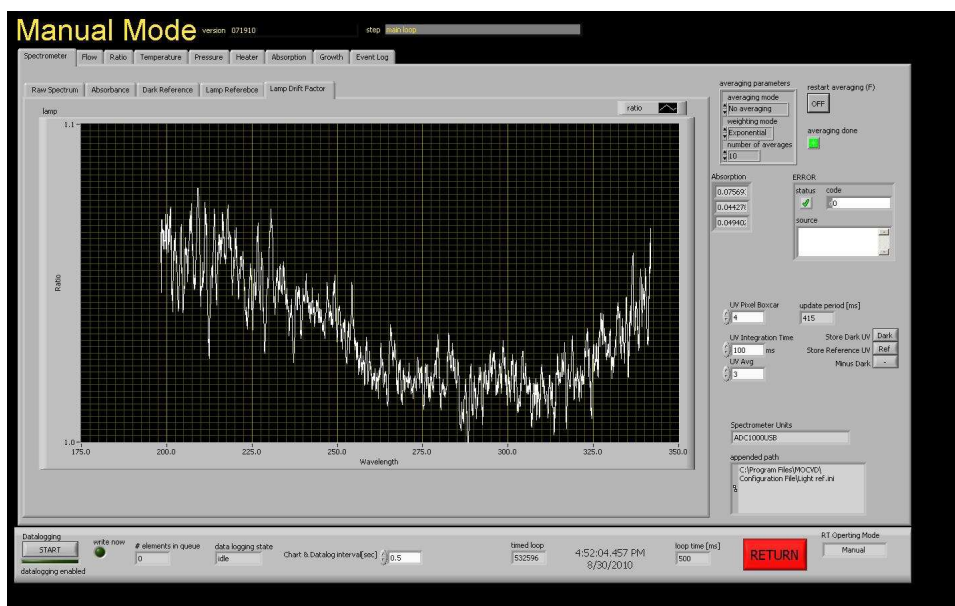 Manual Mode version 071910 step main loop
Spectrometer Flow Ratio Temperature Pressure Heater Absorption Growth Event Log
Raw Spectrum Absorbance Dark Reference Lamp Referebce Lamp Drift Factor
lamp
ratio
1.1
Ratio
1.0
175.0 200.0 225.0 250.0 275.0 300.0 325.0 350.0
Wavelength
averaging parameters
averaging mode
No averaging
weighting mode
Exponential
number of averages
10
restart averaging (F)
OFF
averaging done
Absorption
0.04427
0.04940
ERROR
status code
0
source
UV Pixel Boxcar
4
update period [ms]
415
UV Integration Time
100 ms
UV Avg
3
Store Dark UV Dark
Store Reference UV Ref
Minus Dark -
Spectrometer Units
ADC1000USB
appended path
C:\Program Files\MOCVD\
Configuration File\Light ref.ini
Datalogging
START
datalogging enabled
write now
# elements in queue
0
data logging state
idle
Chart & Datalog interval[sec] 0.5
timed loop
532596
4:52:04.457 PM
8/30/2010
loop time [ms]
500
RETURN
RT Operting Mode
Manual